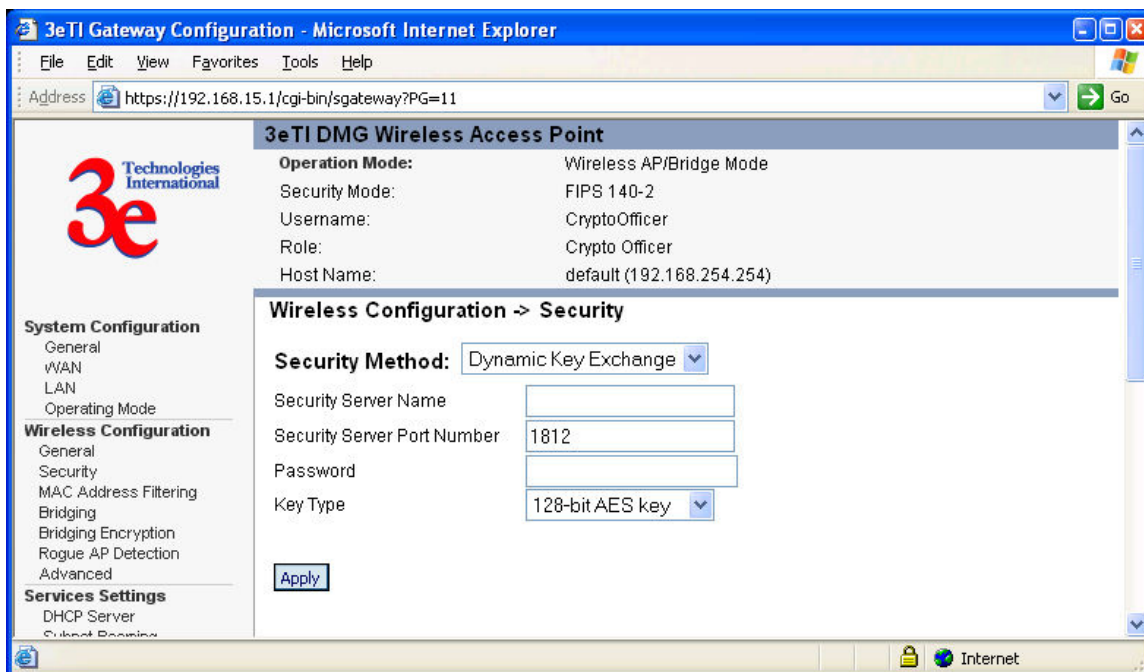 3eTI Gateway Configuration - Microsoft Internet Explorer
File Edit View Favorites Tools Help
Address https://192.168.15.1/cgi-bin/sgateway?PG=11 Go
3e Technologies International
System Configuration
General
WAN
LAN
Operating Mode
Wireless Configuration
General
Security
MAC Address Filtering
Bridging
Bridging Encryption
Rogue AP Detection
Advanced
Services Settings
DHCP Server
Subnet Roaming
3eTI DMG Wireless Access Point
Operation Mode: Wireless AP/Bridge Mode
Security Mode: FIPS 140-2
Username: CryptoOfficer
Role: Crypto Officer
Host Name: default (192.168.254.254)
Wireless Configuration -> Security
Security Method: Dynamic Key Exchange
Security Server Name
Security Server Port Number 1812
Password
Key Type 128-bit AES key
Apply
Internet